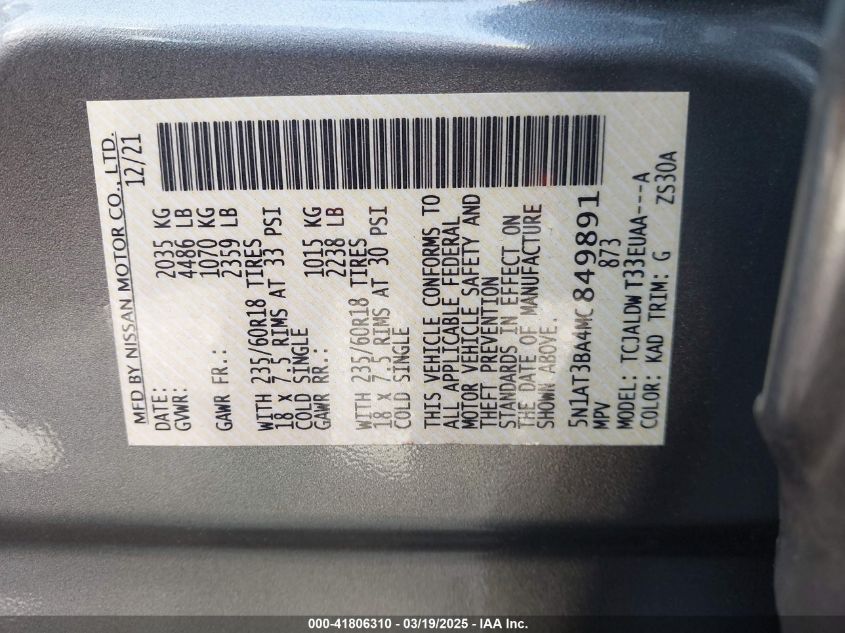 MFD BY NISSAN MOTOR CO., LTD.
DATE: 12/21
GVWR: 2035 KG
4486 LB
GAWR FR.: 1070 KG
2359 LB
WITH 235/60R18 TIRES
18 X 7.5 RIMS AT 33 PSI
COLD SINGLE
GAWR RR.: 1015 KG
2238 LB
WITH 235/60R18 TIRES
18 X 7.5 RIMS AT 30 PSI
COLD SINGLE
THIS VEHICLE CONFORMS TO
ALL APPLICABLE FEDERAL
MOTOR VEHICLE SAFETY AND
THEFT PREVENTION
STANDARDS IN EFFECT ON
THE DATE OF MANUFACTURE
SHOWN ABOVE.
5N1AT3BA4MC849891
MPV 873
MODEL: TCJALDWT33EUAA---A
COLOR: KAD TRIM: G ZS30A
000-41806310 - 03/19/2025 - IAA Inc.